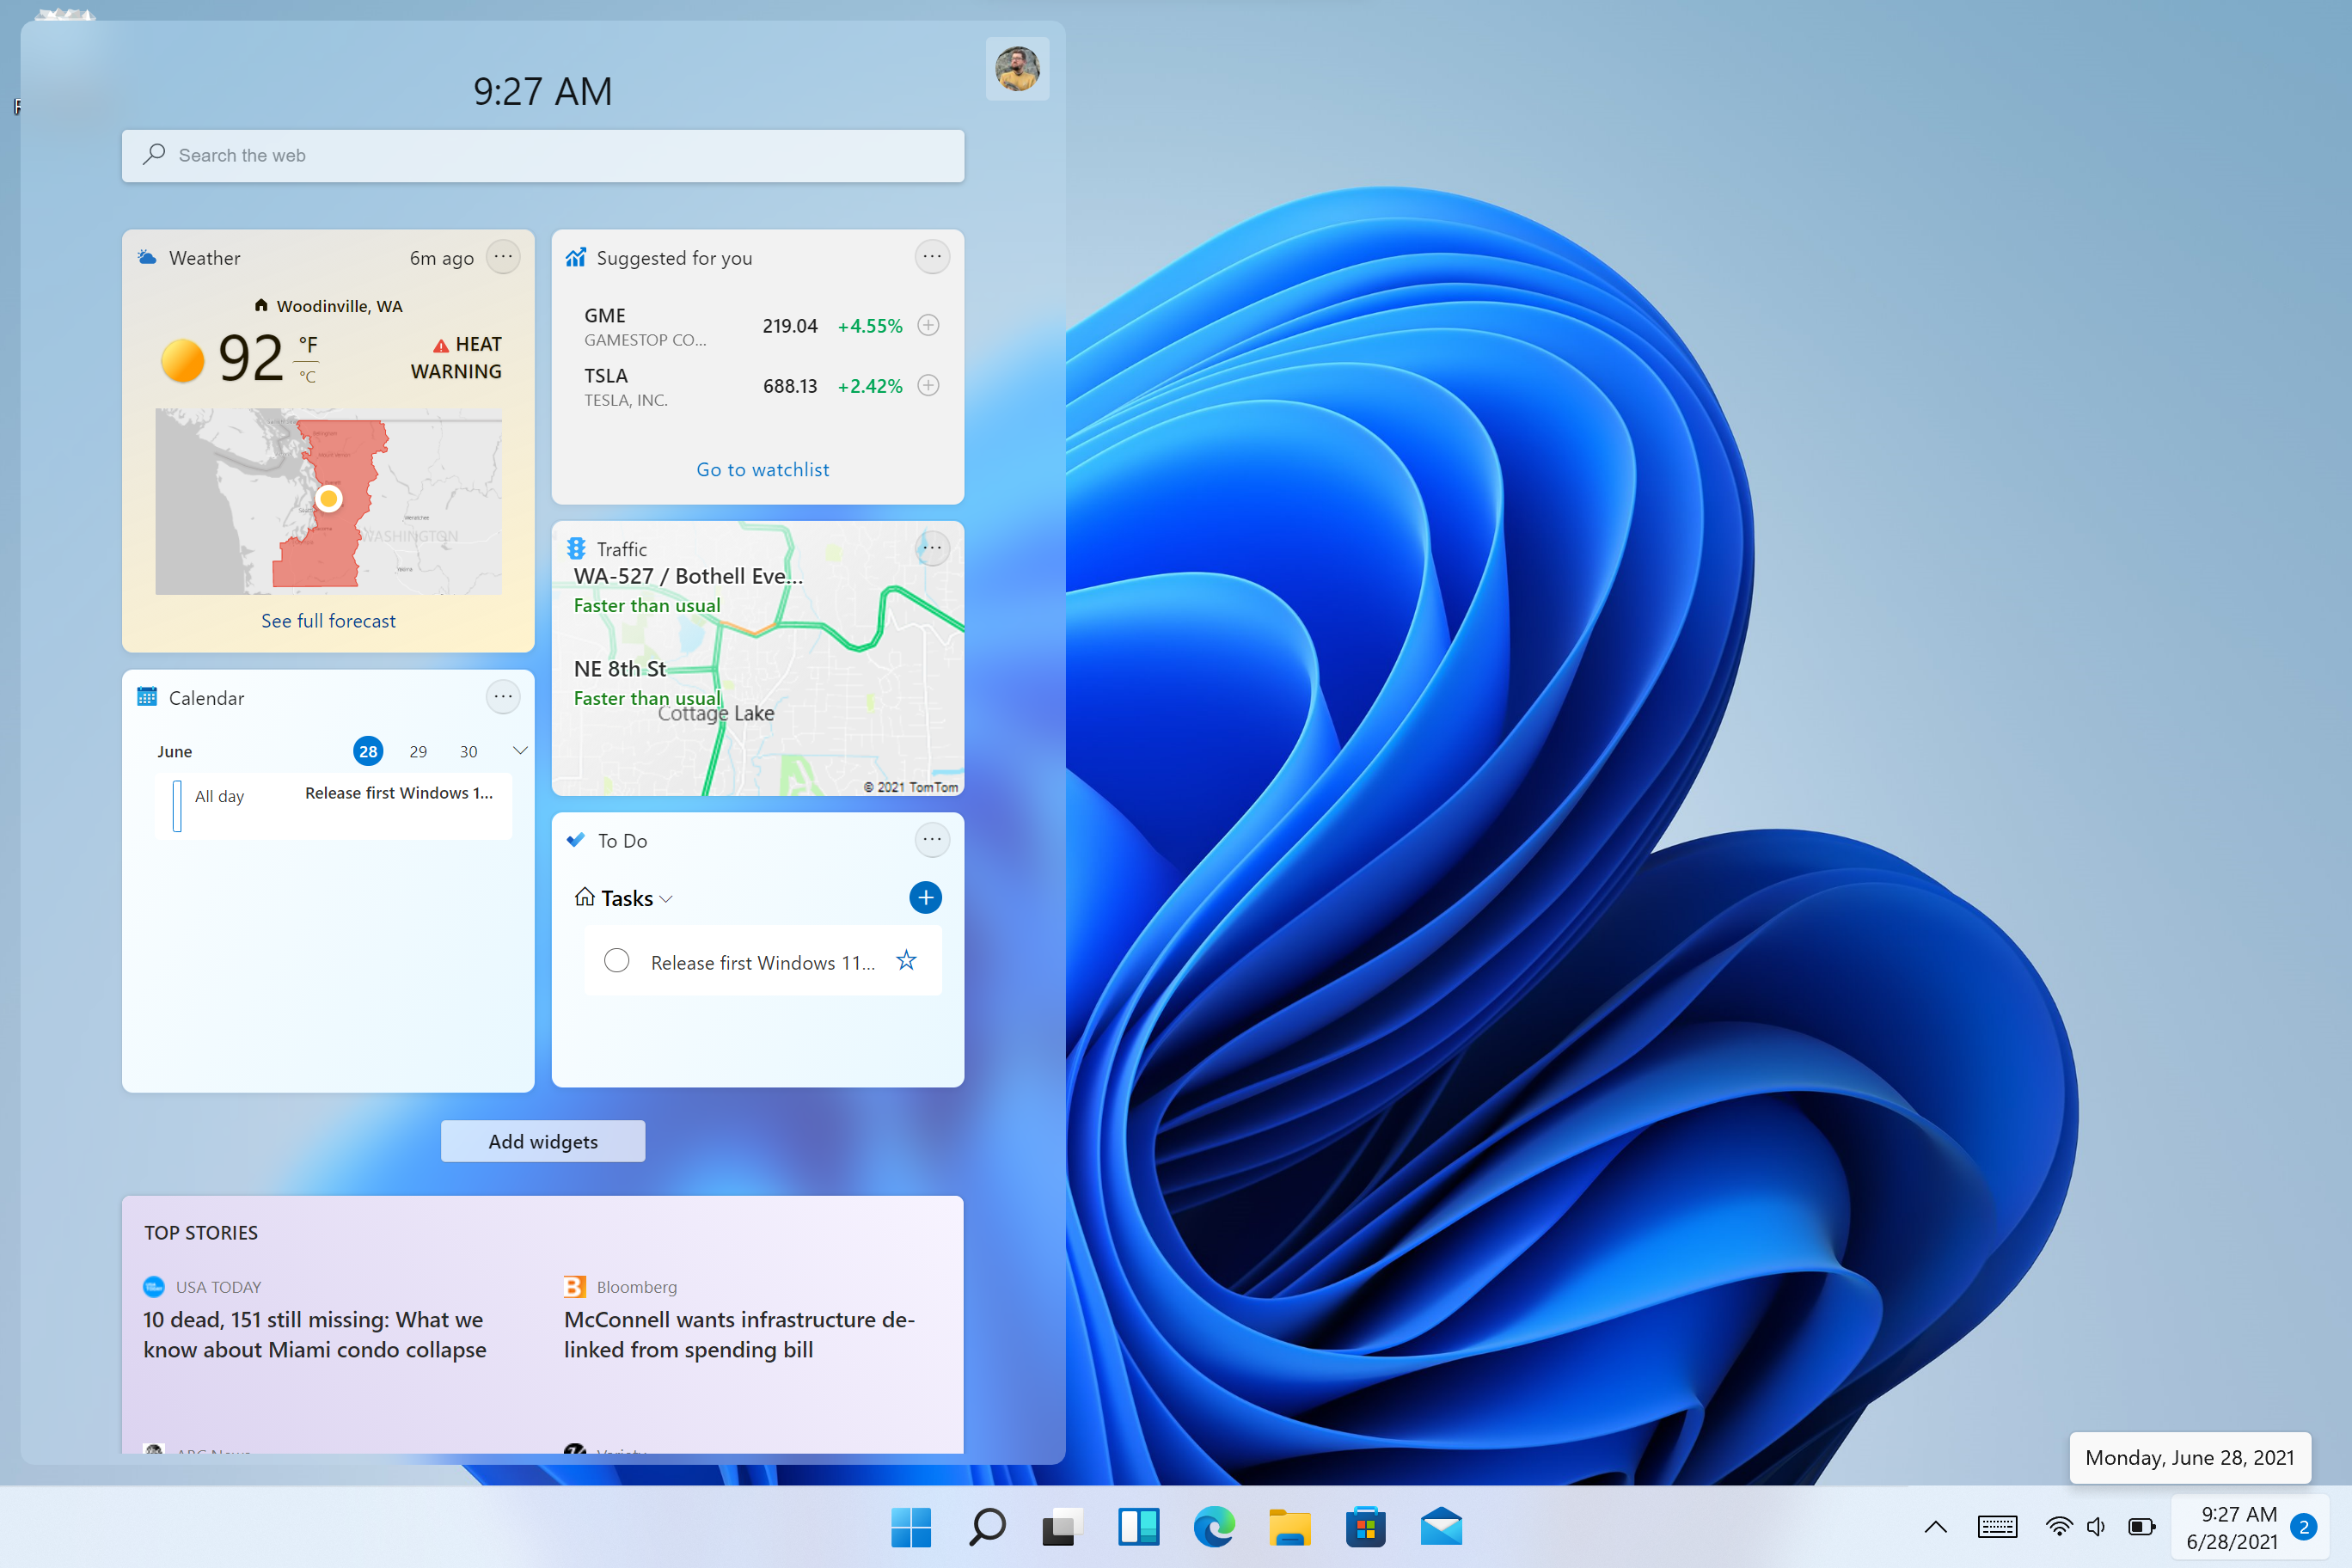 9:27 AM
Search the web
Weather
6m ago
Woodinville, WA
92
°F
°C
HEAT
WARNING
WASHINGTON
See full forecast
Suggested for you
GME
GAMESTOP CO...
219.04
+4.55%
TSLA
TESLA, INC.
688.13
+2.42%
Go to watchlist
Traffic
WA-527 / Bothell Eve...
Faster than usual
NE 8th St
Faster than usual
Cottage Lake
© 2021 TomTom
Calendar
June
28
29
30
All day
Release first Windows 1...
To Do
Tasks
Release first Windows 11...
Add widgets
TOP STORIES
USA TODAY
10 dead, 151 still missing: What we
know about Miami condo collapse
Bloomberg
McConnell wants infrastructure de-
linked from spending bill
ABC News
Variety
Monday, June 28, 2021
9:27 AM
6/28/2021
2